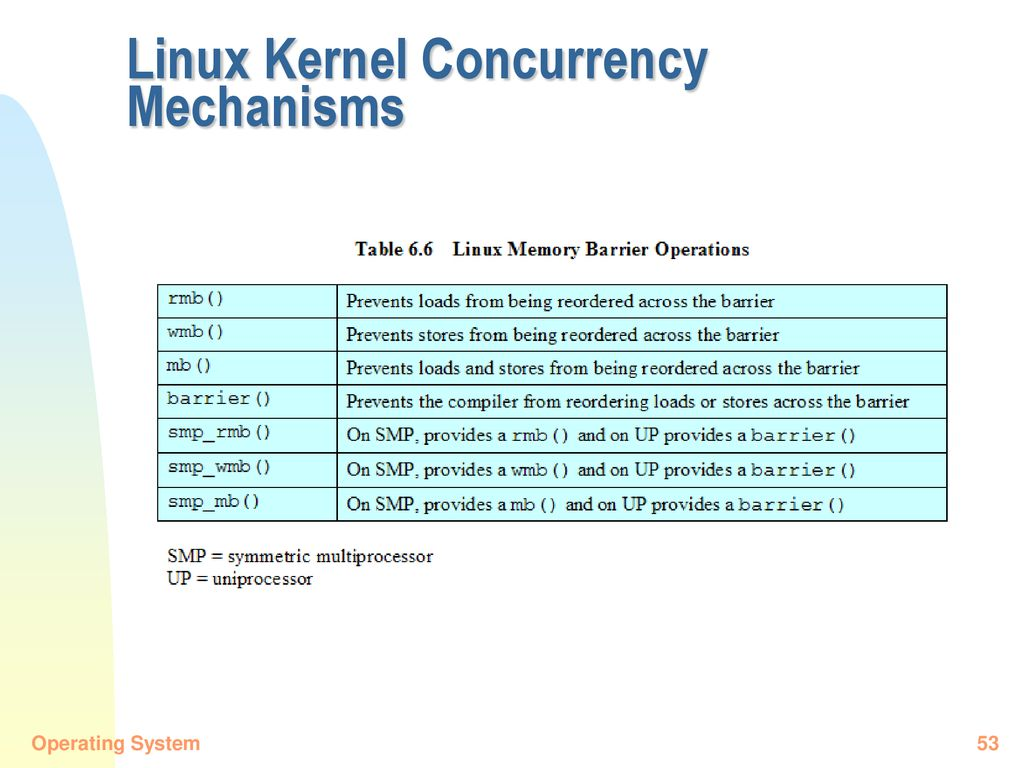 Linux Kernel Concurrency
Mechanisms
Table 6.6 Linux Memory Barrier Operations
rmb() Prevents loads from being reordered across the barrier
wmb() Prevents stores from being reordered across the barrier
mb() Prevents loads and stores from being reordered across the barrier
barrier() Prevents the compiler from reordering loads or stores across the barrier
smp_rmb() On SMP, provides a rmb() and on UP provides a barrier()
smp_wmb() On SMP, provides a wmb() and on UP provides a barrier()
smp_mb() On SMP, provides a mb() and on UP provides a barrier()
SMP = symmetric multiprocessor
UP = uniprocessor
Operating System 53